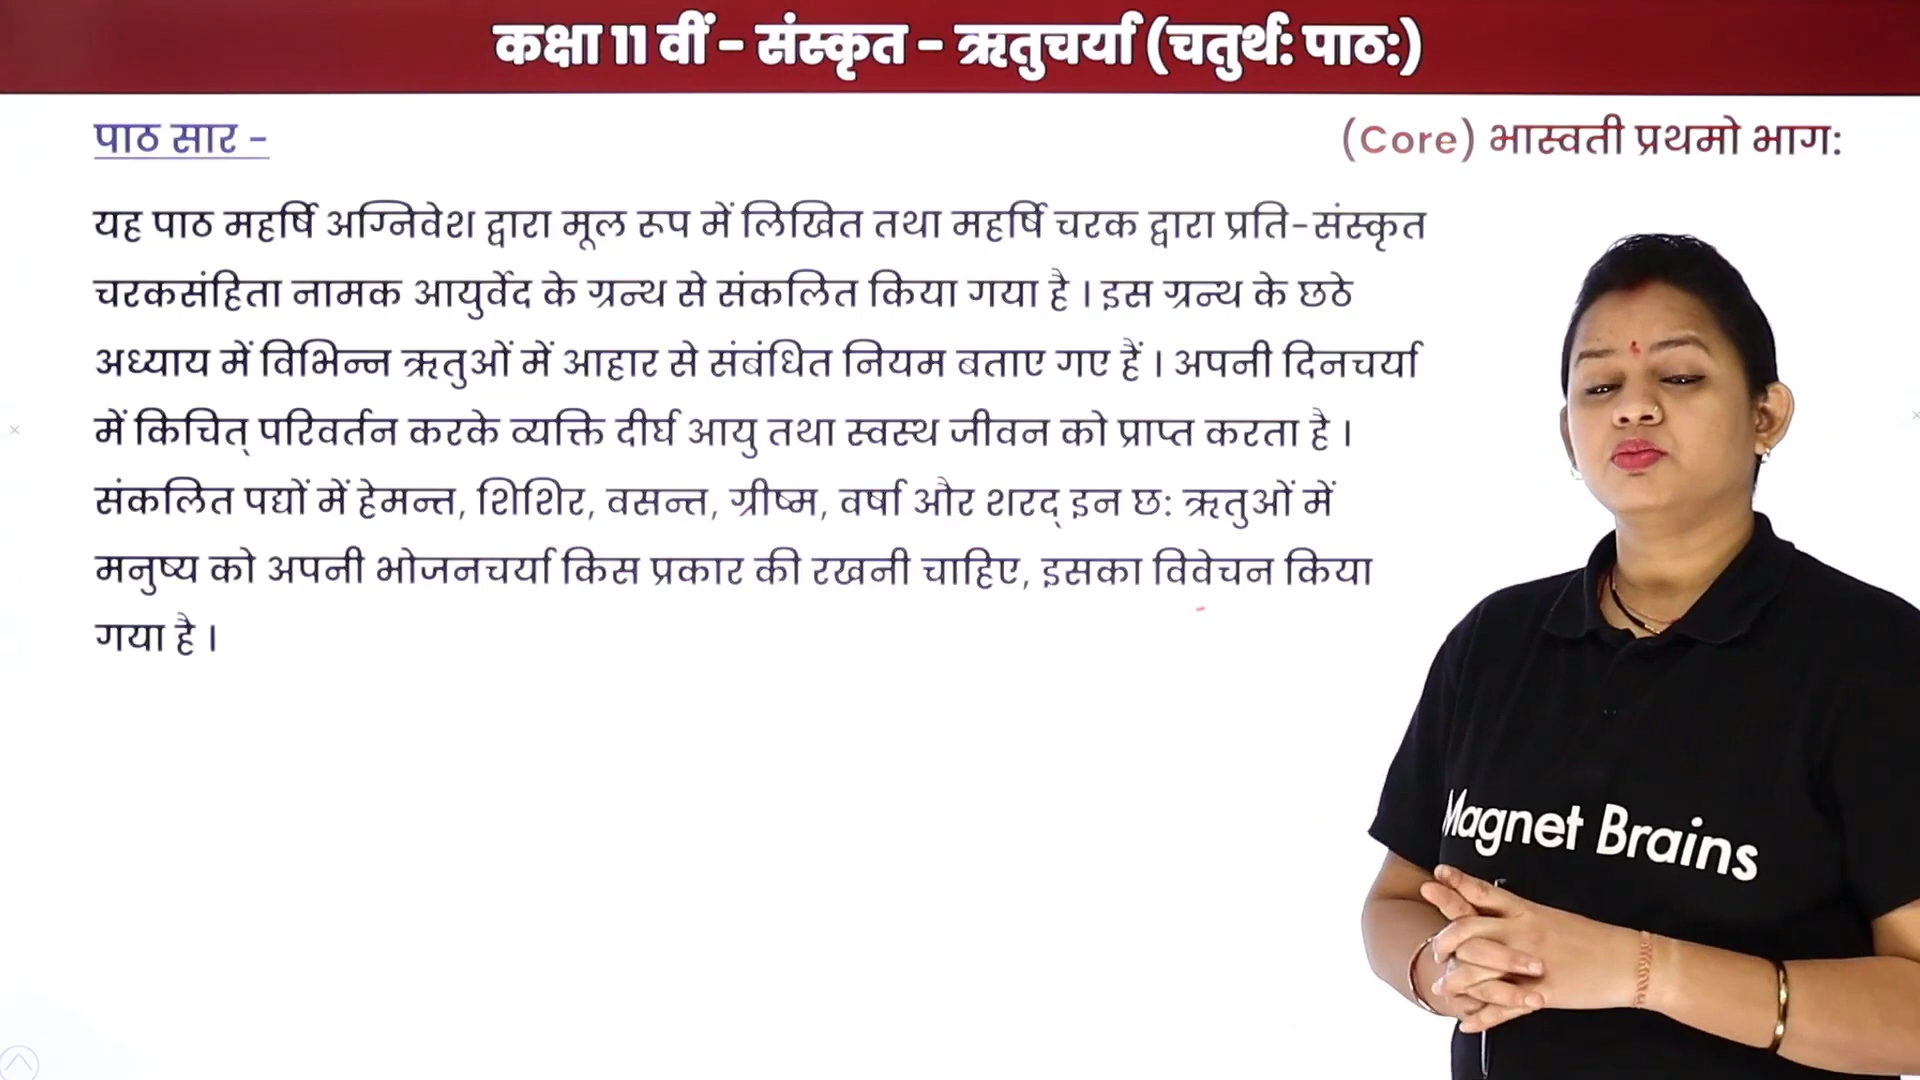 कक्षा 11 वीं - संस्कृत - ऋतुचर्या (चतुर्थ: पाठ:)
पाठ सार -
(Core) भास्वती प्रथमो भाग:
यह पाठ महर्षि अग्निवेश द्वारा मूल रूप में लिखित तथा महर्षि चरक द्वारा प्रति-संस्कृत
चरकसंहिता नामक आयुर्वेद के ग्रन्थ से संकलित किया गया है । इस ग्रन्थ के छठे
अध्याय में विभिन्न ऋतुओं में आहार से संबंधित नियम बताए गए हैं । अपनी दिनचर्या
में किचित् परिवर्तन करके व्यक्ति दीर्घ आयु तथा स्वस्थ जीवन को प्राप्त करता है ।
संकलित पद्यों में हेमन्त, शिशिर, वसन्त, ग्रीष्म, वर्षा और शरद् इन छ: ऋतुओं में
मनुष्य को अपनी भोजनचर्या किस प्रकार की रखनी चाहिए, इसका विवेचन किया
गया है ।
Magnet Brains